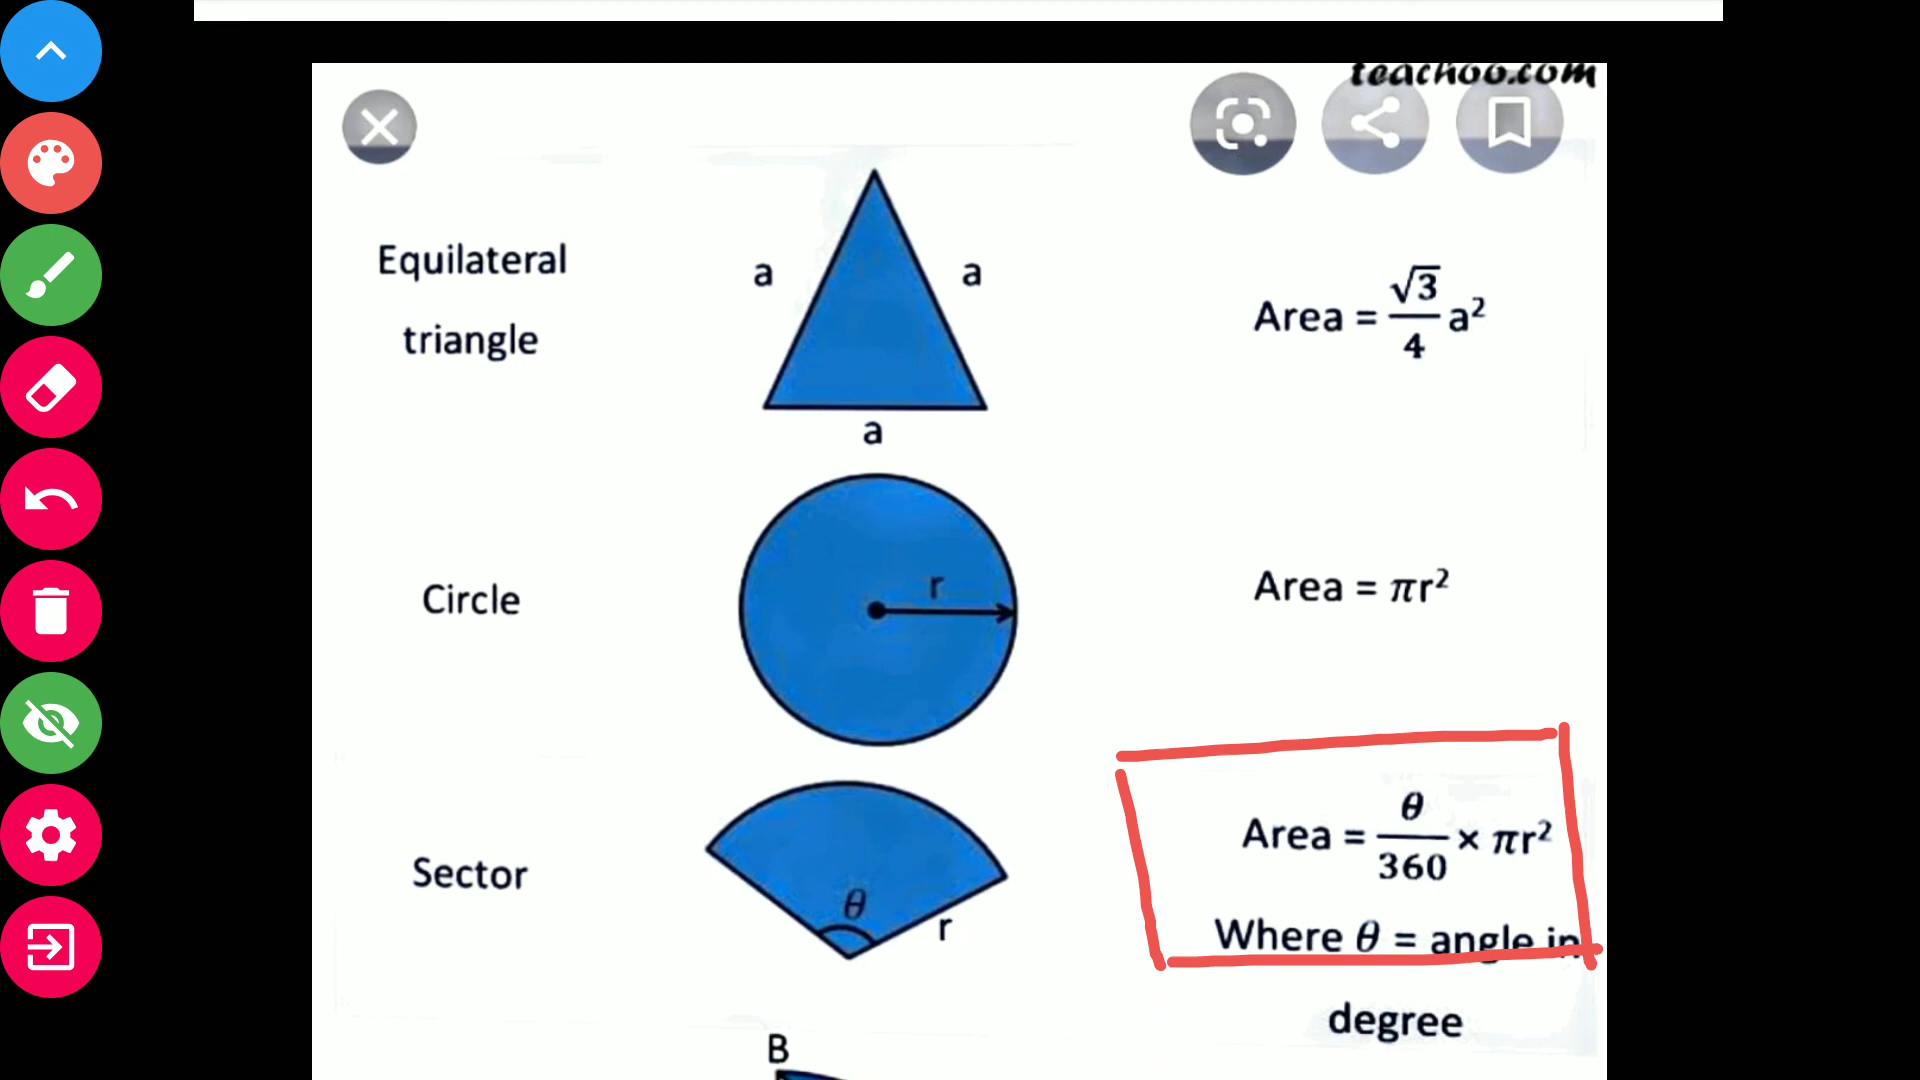 teachoo.com
Equilateral
triangle
a
a
a
Area = √3/4 a²
Circle
r
Area = πr²
Sector
θ
r
Area = θ/360 × πr²
Where θ = angle in
degree
B